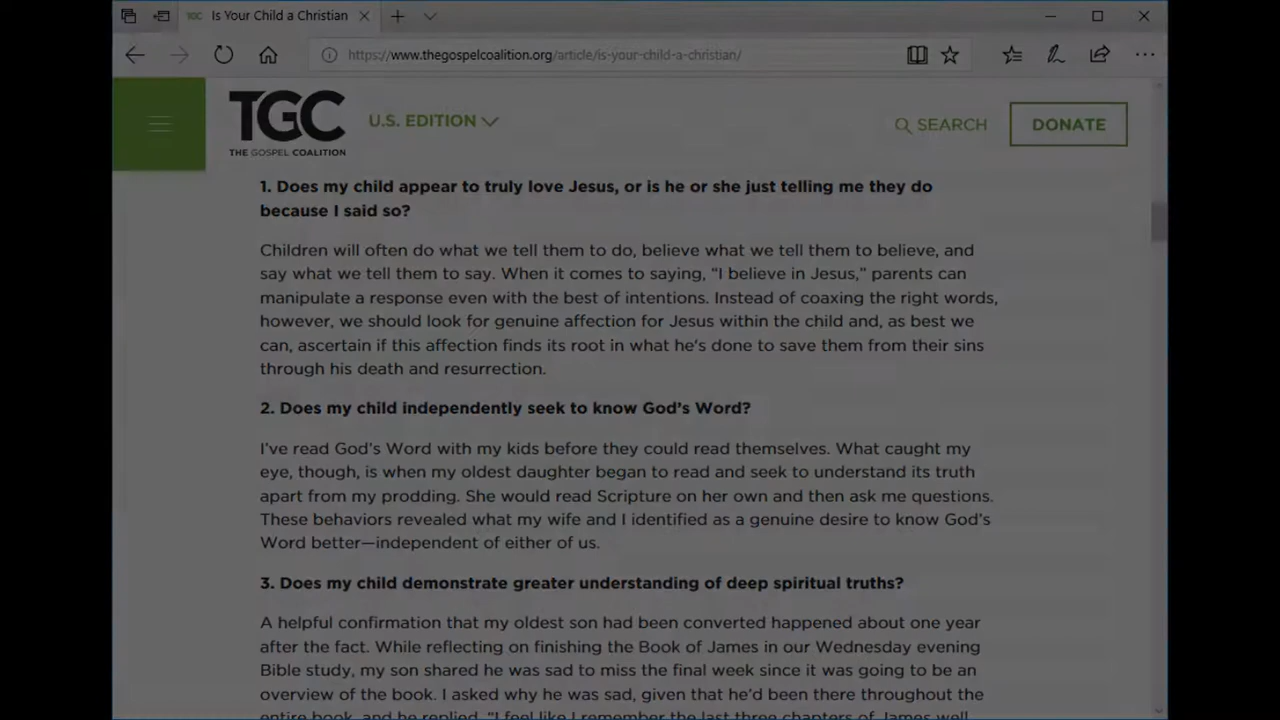 Is Your Child a Christian
https://www.thegospelcoalition.org/article/is-your-child-a-christian/
TGC
THE GOSPEL COALITION
U.S. EDITION
SEARCH
DONATE
1. Does my child appear to truly love Jesus, or is he or she just telling me they do
because I said so?
Children will often do what we tell them to do, believe what we tell them to believe, and
say what we tell them to say. When it comes to saying, “I believe in Jesus,” parents can
manipulate a response even with the best of intentions. Instead of coaxing the right words,
however, we should look for genuine affection for Jesus within the child and, as best we
can, ascertain if this affection finds its root in what he's done to save them from their sins
through his death and resurrection.
2. Does my child independently seek to know God’s Word?
I’ve read God’s Word with my kids before they could read themselves. What caught my
eye, though, is when my oldest daughter began to read and seek to understand its truth
apart from my prodding. She would read Scripture on her own and then ask me questions.
These behaviors revealed what my wife and I identified as a genuine desire to know God’s
Word better—independent of either of us.
3. Does my child demonstrate greater understanding of deep spiritual truths?
A helpful confirmation that my oldest son had been converted happened about one year
after the fact. While reflecting on finishing the Book of James in our Wednesday evening
Bible study, my son shared he was sad to miss the final week since it was going to be an
overview of the book. I asked why he was sad, given that he’d been there throughout the
entire book, and he replied, “I feel like I remember the last three chapters of James well